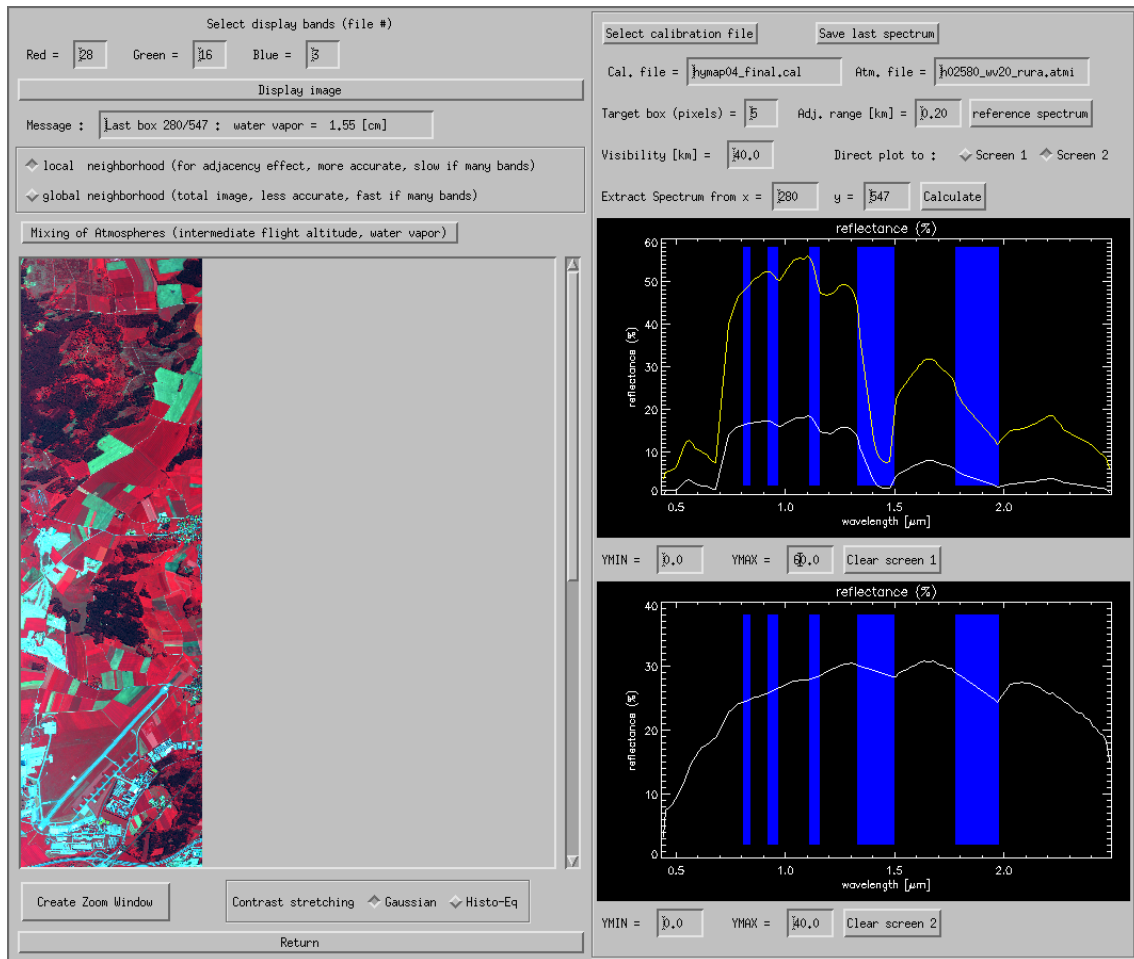 Select display bands (file #)
Red = 28 Green = 16 Blue = 3
Display image
Message : Last box 280/547 : water vapor = 1.55 [cm]
local neighborhood (for adjacency effect, more accurate, slow if many bands)
global neighborhood (total image, less accurate, fast if many bands)
Mixing of Atmospheres (intermediate flight altitude, water vapor)
Create Zoom Window
Contrast stretching Gaussian Histo-Eq
Return
Select calibration file Save last spectrum
Cal. file = hymap04_final.cal Atm. file = h02580_wv20_rura.atmi
Target box (pixels) = 5 Adj. range [km] = 0.20 reference spectrum
Visibility [km] = 40.0 Direct plot to : Screen 1 Screen 2
Extract Spectrum from x = 280 y = 547 Calculate
reflectance (%)
60
50
40
30
20
10
0
reflectance (%)
0.5 1.0 1.5 2.0
wavelength [μm]
YMIN = 0.0 YMAX = 60.0 Clear screen 1
reflectance (%)
40
30
20
10
0
reflectance (%)
0.5 1.0 1.5 2.0
wavelength [μm]
YMIN = 0.0 YMAX = 40.0 Clear screen 2